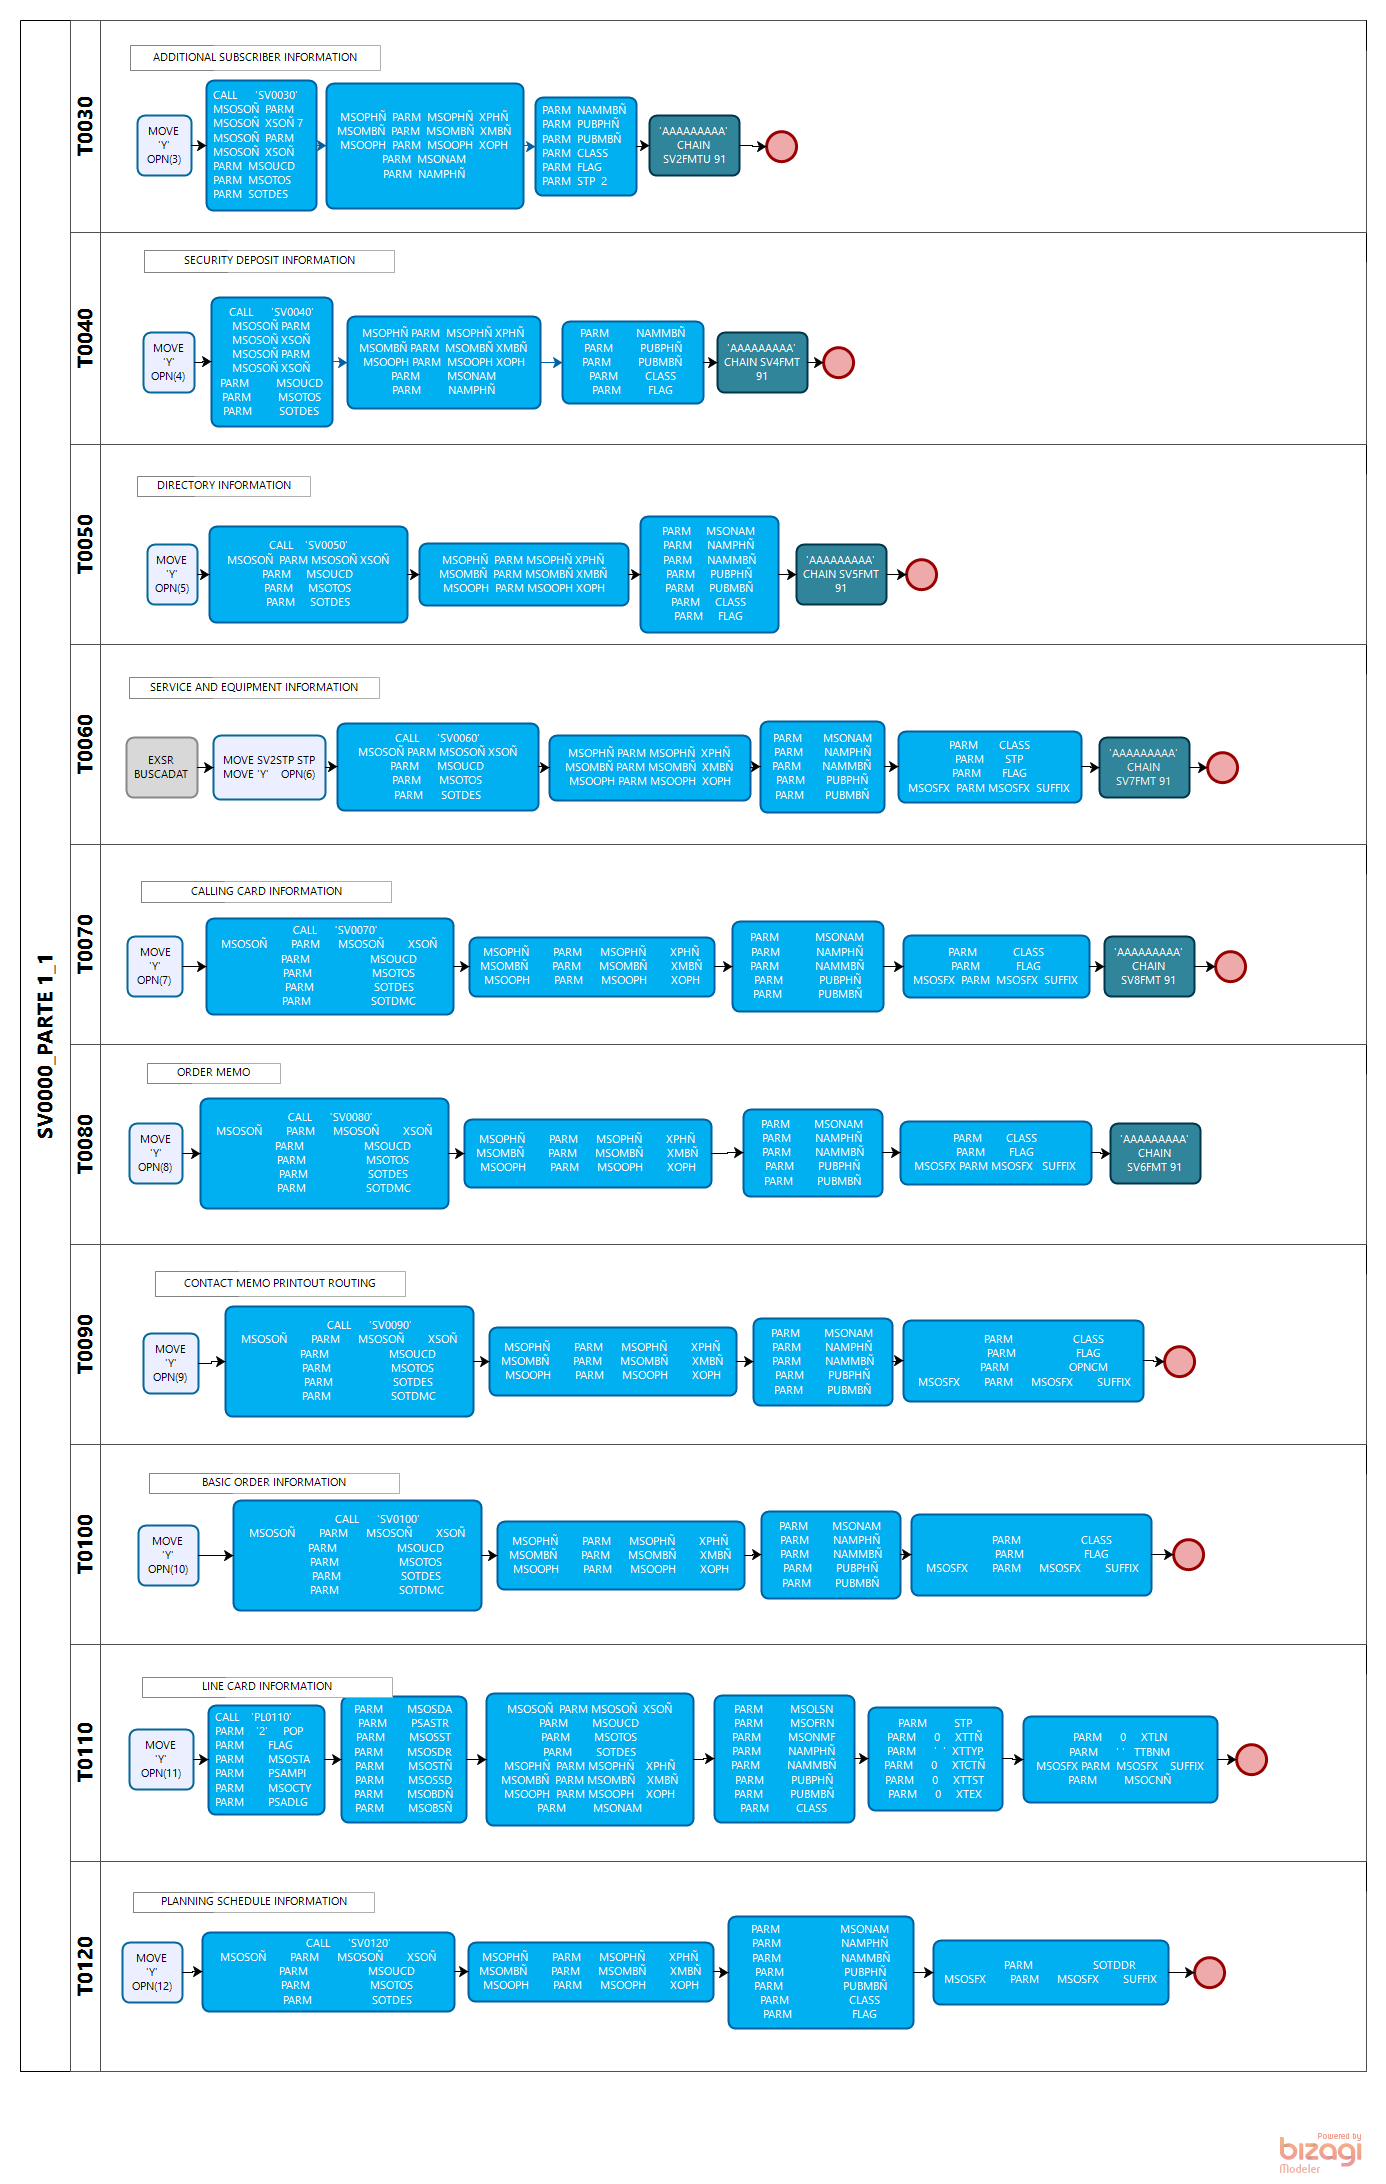 SV0000_PARTE 1_1
T0030
ADDITIONAL SUBSCRIBER INFORMATION
MOVE
'Y'
OPN(3)
CALL 'SV0030'
MSOSOÑ PARM
MSOSOÑ XSOÑ 7
MSOSOÑ PARM
MSOSOÑ XSOÑ
PARM MSOUCD
PARM MSOTOS
PARM SOTDES
MSOPHÑ PARM MSOPHÑ XPHÑ
MSOMBÑ PARM MSOMBÑ XMBÑ
MSOOPH PARM MSOOPH XOPH
PARM MSONAM
PARM NAMPHÑ
PARM NAMMBÑ
PARM PUBPHÑ
PARM PUBMBÑ
PARM CLASS
PARM FLAG
PARM STP 2
'AAAAAAAAA'
CHAIN
SV2FMTU 91
T0040
SECURITY DEPOSIT INFORMATION
MOVE
'Y'
OPN(4)
CALL 'SV0040'
MSOSOÑ PARM
MSOSOÑ XSOÑ
MSOSOÑ PARM
MSOSOÑ XSOÑ
PARM MSOUCD
PARM MSOTOS
PARM SOTDES
MSOPHÑ PARM MSOPHÑ XPHÑ
MSOMBÑ PARM MSOMBÑ XMBÑ
MSOOPH PARM MSOOPH XOPH
PARM MSONAM
PARM NAMPHÑ
PARM NAMMBÑ
PARM PUBPHÑ
PARM PUBMBÑ
PARM CLASS
PARM FLAG
'AAAAAAAAA'
CHAIN SV4FMT
91
T0050
DIRECTORY INFORMATION
MOVE
'Y'
OPN(5)
CALL 'SV0050'
MSOSOÑ PARM MSOSOÑ XSOÑ
PARM MSOUCD
PARM MSOTOS
PARM SOTDES
MSOPHÑ PARM MSOPHÑ XPHÑ
MSOMBÑ PARM MSOMBÑ XMBÑ
MSOOPH PARM MSOOPH XOPH
PARM MSONAM
PARM NAMPHÑ
PARM NAMMBÑ
PARM PUBPHÑ
PARM PUBMBÑ
PARM CLASS
PARM FLAG
'AAAAAAAAA'
CHAIN SV5FMT
91
T0060
SERVICE AND EQUIPMENT INFORMATION
EXSR
BUSCADAT
MOVE SV2STP STP
MOVE 'Y' OPN(6)
CALL 'SV0060'
MSOSOÑ PARM MSOSOÑ XSOÑ
PARM MSOUCD
PARM MSOTOS
PARM SOTDES
MSOPHÑ PARM MSOPHÑ XPHÑ
MSOMBÑ PARM MSOMBÑ XMBÑ
MSOOPH PARM MSOOPH XOPH
PARM MSONAM
PARM NAMPHÑ
PARM NAMMBÑ
PARM PUBPHÑ
PARM PUBMBÑ
PARM CLASS
PARM STP
PARM FLAG
MSOSFX PARM MSOSFX SUFFIX
'AAAAAAAAA'
CHAIN
SV7FMT 91
T0070
CALLING CARD INFORMATION
MOVE
'Y'
OPN(7)
CALL 'SV0070'
MSOSOÑ PARM MSOSOÑ XSOÑ
PARM MSOUCD
PARM MSOTOS
PARM SOTDES
PARM SOTDMC
MSOPHÑ PARM MSOPHÑ XPHÑ
MSOMBÑ PARM MSOMBÑ XMBÑ
MSOOPH PARM MSOOPH XOPH
PARM MSONAM
PARM NAMPHÑ
PARM NAMMBÑ
PARM PUBPHÑ
PARM PUBMBÑ
PARM CLASS
PARM FLAG
MSOSFX PARM MSOSFX SUFFIX
'AAAAAAAAA'
CHAIN
SV8FMT 91
T0080
ORDER MEMO
MOVE
'Y'
OPN(8)
CALL 'SV0080'
MSOSOÑ PARM MSOSOÑ XSOÑ
PARM MSOUCD
PARM MSOTOS
PARM SOTDES
PARM SOTDMC
MSOPHÑ PARM MSOPHÑ XPHÑ
MSOMBÑ PARM MSOMBÑ XMBÑ
MSOOPH PARM MSOOPH XOPH
PARM MSONAM
PARM NAMPHÑ
PARM NAMMBÑ
PARM PUBPHÑ
PARM PUBMBÑ
PARM CLASS
PARM FLAG
MSOSFX PARM MSOSFX SUFFIX
'AAAAAAAAA'
CHAIN
SV6FMT 91
T0090
CONTACT MEMO PRINTOUT ROUTING
MOVE
'Y'
OPN(9)
CALL 'SV0090'
MSOSOÑ PARM MSOSOÑ XSOÑ
PARM MSOUCD
PARM MSOTOS
PARM SOTDES
PARM SOTDMC
MSOPHÑ PARM MSOPHÑ XPHÑ
MSOMBÑ PARM MSOMBÑ XMBÑ
MSOOPH PARM MSOOPH XOPH
PARM MSONAM
PARM NAMPHÑ
PARM NAMMBÑ
PARM PUBPHÑ
PARM PUBMBÑ
PARM CLASS
PARM FLAG
PARM OPNCM
MSOSFX PARM MSOSFX SUFFIX
T0100
BASIC ORDER INFORMATION
MOVE
'Y'
OPN(10)
CALL 'SV0100'
MSOSOÑ PARM MSOSOÑ XSOÑ
PARM MSOUCD
PARM MSOTOS
PARM SOTDES
PARM SOTDMC
MSOPHÑ PARM MSOPHÑ XPHÑ
MSOMBÑ PARM MSOMBÑ XMBÑ
MSOOPH PARM MSOOPH XOPH
PARM MSONAM
PARM NAMPHÑ
PARM NAMMBÑ
PARM PUBPHÑ
PARM PUBMBÑ
PARM CLASS
PARM FLAG
MSOSFX PARM MSOSFX SUFFIX
T0110
LINE CARD INFORMATION
MOVE
'Y'
OPN(11)
CALL 'PL0110'
PARM '2' POP
PARM FLAG
PARM MSOSTA
PARM PSAMPI
PARM MSOCTY
PARM PSADLG
PARM MSOSDA
PARM PSASTR
PARM MSOSST
PARM MSOSDR
PARM MSOSTÑ
PARM MSOSSD
PARM MSOBDÑ
PARM MSOBSÑ
MSOSOÑ PARM MSOSOÑ XSOÑ
PARM MSOUCD
PARM MSOTOS
PARM SOTDES
MSOPHÑ PARM MSOPHÑ XPHÑ
MSOMBÑ PARM MSOMBÑ XMBÑ
MSOOPH PARM MSOOPH XOPH
PARM MSONAM
PARM MSOLSN
PARM MSOFRN
PARM MSONMF
PARM NAMPHÑ
PARM NAMMBÑ
PARM PUBPHÑ
PARM PUBMBÑ
PARM CLASS
PARM STP
PARM 0 XTTÑ
PARM ' ' XTTYP
PARM 0 XTCTÑ
PARM 0 XTTST
PARM 0 XTEX
PARM 0 XTLN
PARM ' ' TTBNM
MSOSFX PARM MSOSFX SUFFIX
PARM MSOCNÑ
T0120
PLANNING SCHEDULE INFORMATION
MOVE
'Y'
OPN(12)
CALL 'SV0120'
MSOSOÑ PARM MSOSOÑ XSOÑ
PARM MSOUCD
PARM MSOTOS
PARM SOTDES
MSOPHÑ PARM MSOPHÑ XPHÑ
MSOMBÑ PARM MSOMBÑ XMBÑ
MSOOPH PARM MSOOPH XOPH
PARM MSONAM
PARM NAMPHÑ
PARM NAMMBÑ
PARM PUBPHÑ
PARM PUBMBÑ
PARM CLASS
PARM FLAG
PARM SOTDDR
MSOSFX PARM MSOSFX SUFFIX
Powered by
bizagi
Modeler